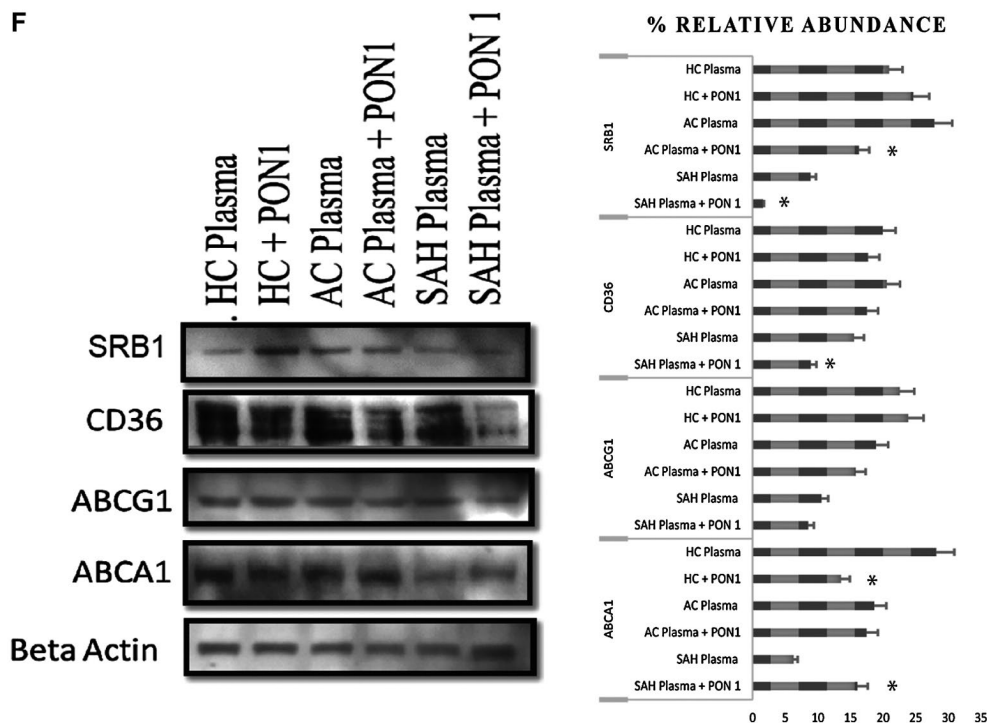 F
HC Plasma
HC + PON1
AC Plasma
AC Plasma + PON1
SAH Plasma
SAH Plasma + PON 1
SRB1
CD36
ABCG1
ABCA1
Beta Actin
% RELATIVE ABUNDANCE
SRB1
HC Plasma
HC + PON1
AC Plasma
AC Plasma + PON1 *
SAH Plasma
SAH Plasma + PON 1 *
CD36
HC Plasma
HC + PON1
AC Plasma
AC Plasma + PON1
SAH Plasma
SAH Plasma + PON 1 *
ABCG1
HC Plasma
HC + PON1
AC Plasma
AC Plasma + PON1
SAH Plasma
SAH Plasma + PON 1
ABCA1
HC Plasma
HC + PON1 *
AC Plasma
AC Plasma + PON1
SAH Plasma
SAH Plasma + PON 1 *
0 5 10 15 20 25 30 35